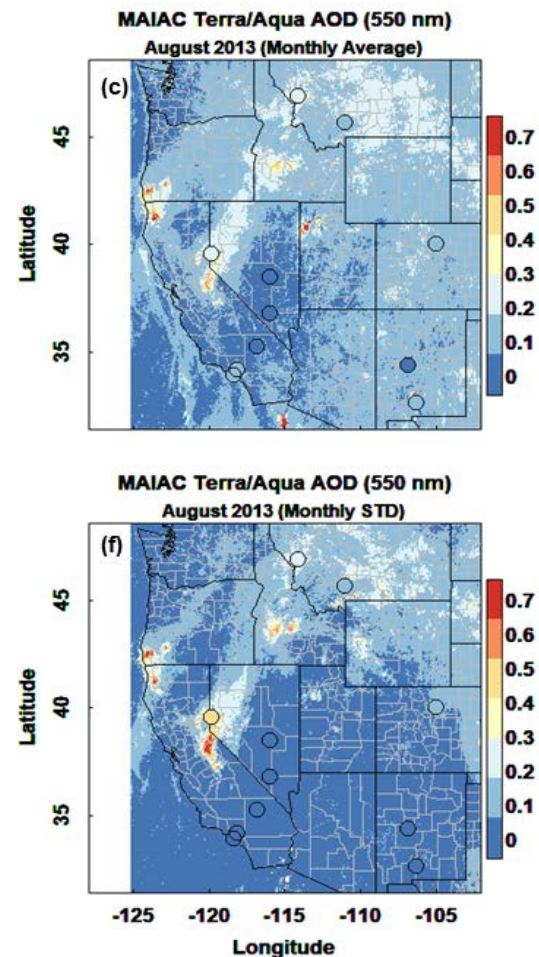 MAIAC Terra/Aqua AOD (550 nm)
August 2013 (Monthly Average)
(c)
45
40
35
Latitude
0.7
0.6
0.5
0.4
0.3
0.2
0.1
0
MAIAC Terra/Aqua AOD (550 nm)
August 2013 (Monthly STD)
(f)
45
40
35
Latitude
0.7
0.6
0.5
0.4
0.3
0.2
0.1
0
-125 -120 -115 -110 -105
Longitude